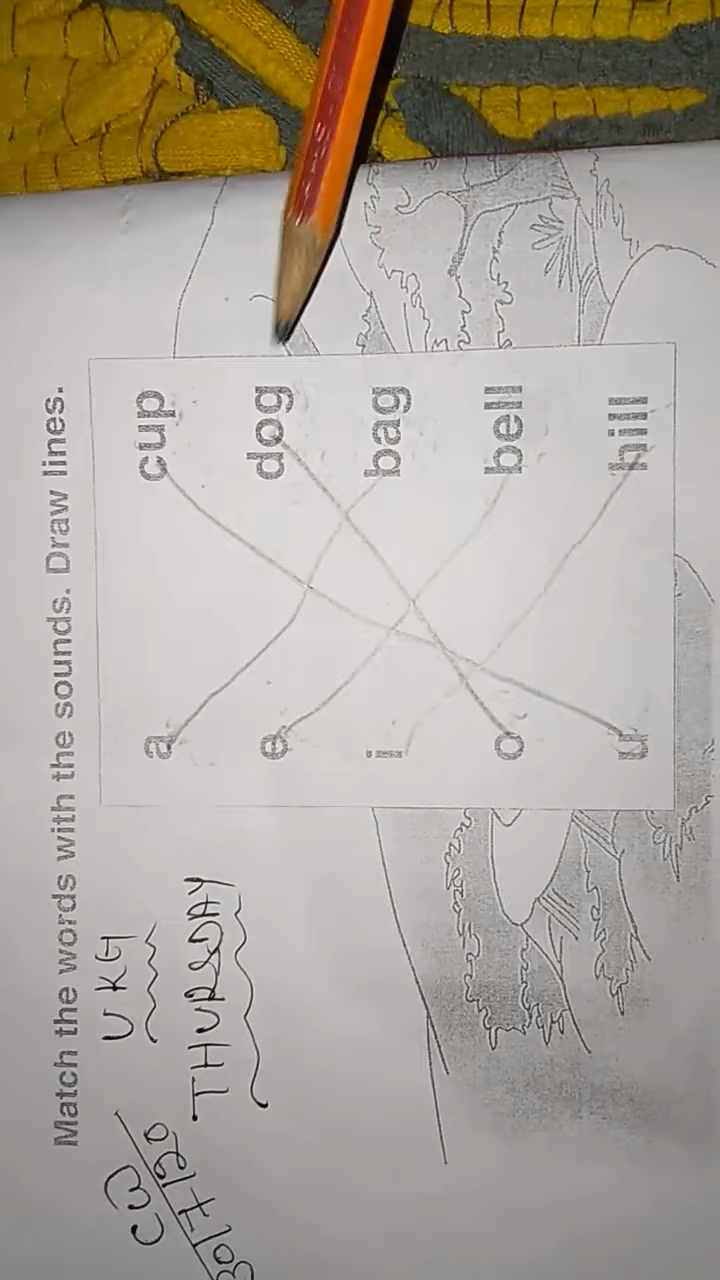 Match the words with the sounds. Draw lines.
CW UKG
30/7/20 THURSDAY
a cup
e dog
i bag
o bell
u hill